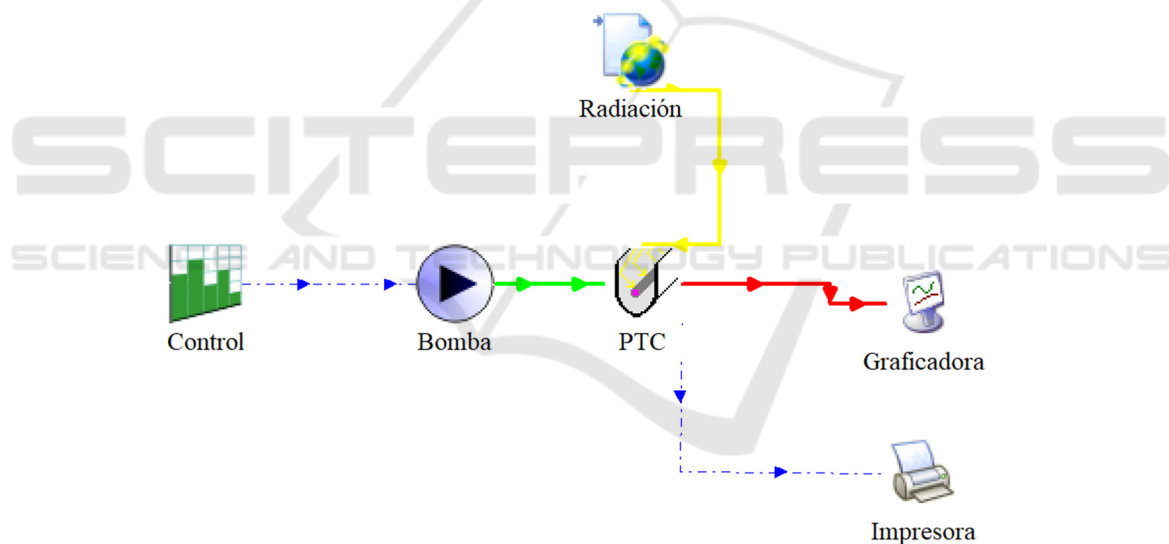 Radiación
SCITEPRESS
SCIENCE AND TECHNOLOGY PUBLICATIONS
Control
Bomba
PTC
Graficadora
Impresora